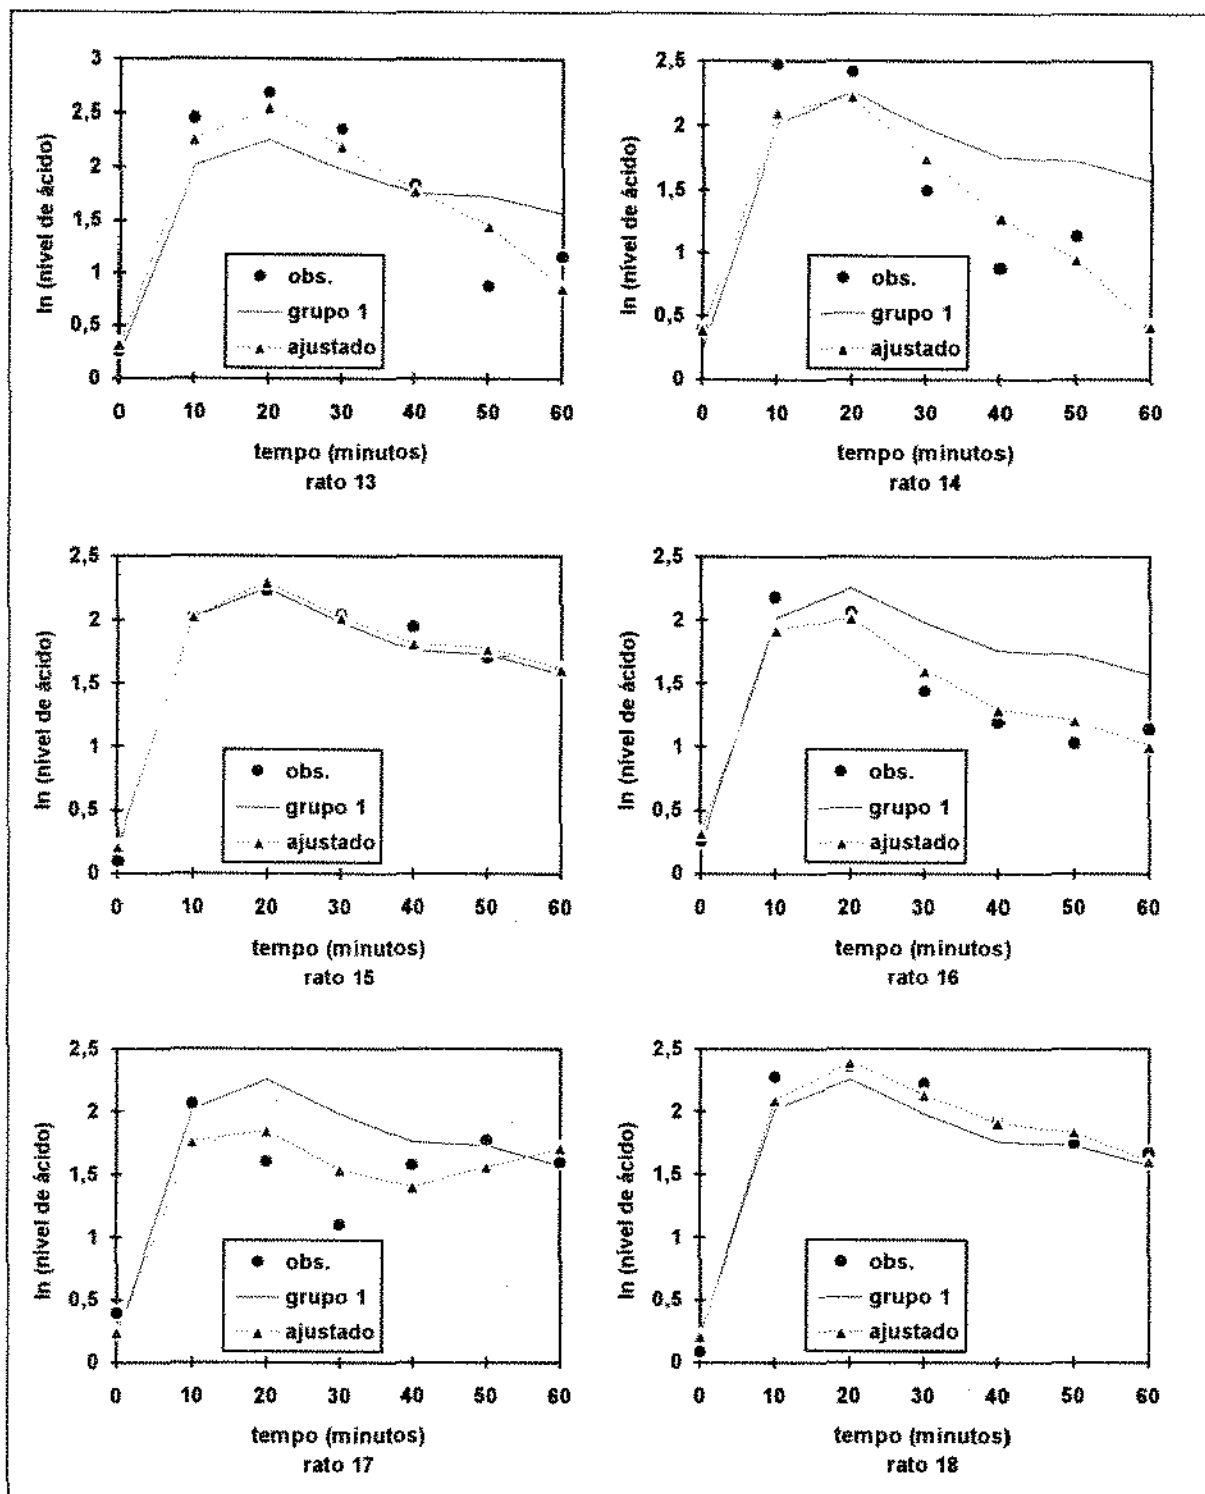 3
2,5
2
1,5
1
0,5
0
ln (nível de ácido)
obs.
grupo 1
ajustado
0 10 20 30 40 50 60
tempo (minutos)
rato 13
2,5
2
1,5
1
0,5
0
ln (nível de ácido)
obs.
grupo 1
ajustado
0 10 20 30 40 50 60
tempo (minutos)
rato 14
2,5
2
1,5
1
0,5
0
ln (nível de ácido)
obs.
grupo 1
ajustado
0 10 20 30 40 50 60
tempo (minutos)
rato 15
2,5
2
1,5
1
0,5
0
ln (nível de ácido)
obs.
grupo 1
ajustado
0 10 20 30 40 50 60
tempo (minutos)
rato 16
2,5
2
1,5
1
0,5
0
ln (nível de ácido)
obs.
grupo 1
ajustado
0 10 20 30 40 50 60
tempo (minutos)
rato 17
2,5
2
1,5
1
0,5
0
ln (nível de ácido)
obs.
grupo 1
ajustado
0 10 20 30 40 50 60
tempo (minutos)
rato 18